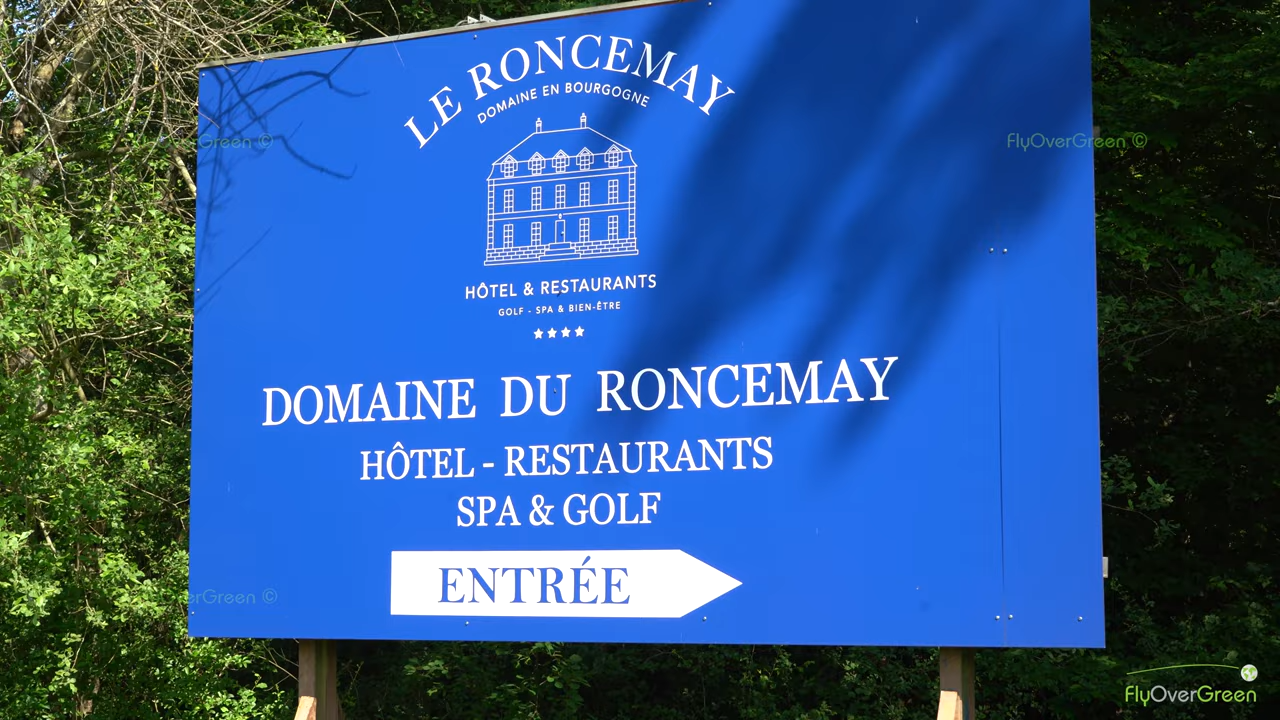 LE RONCEMAY
DOMAINE EN BOURGOGNE
HÔTEL & RESTAURANTS
GOLF - SPA & BIEN-ÊTRE
DOMAINE DU RONCEMAY
HÔTEL - RESTAURANTS
SPA & GOLF
ENTRÉE
FlyOverGreen ©
FlyOverGreen ©
FlyOverGreen ©
FlyOverGreen